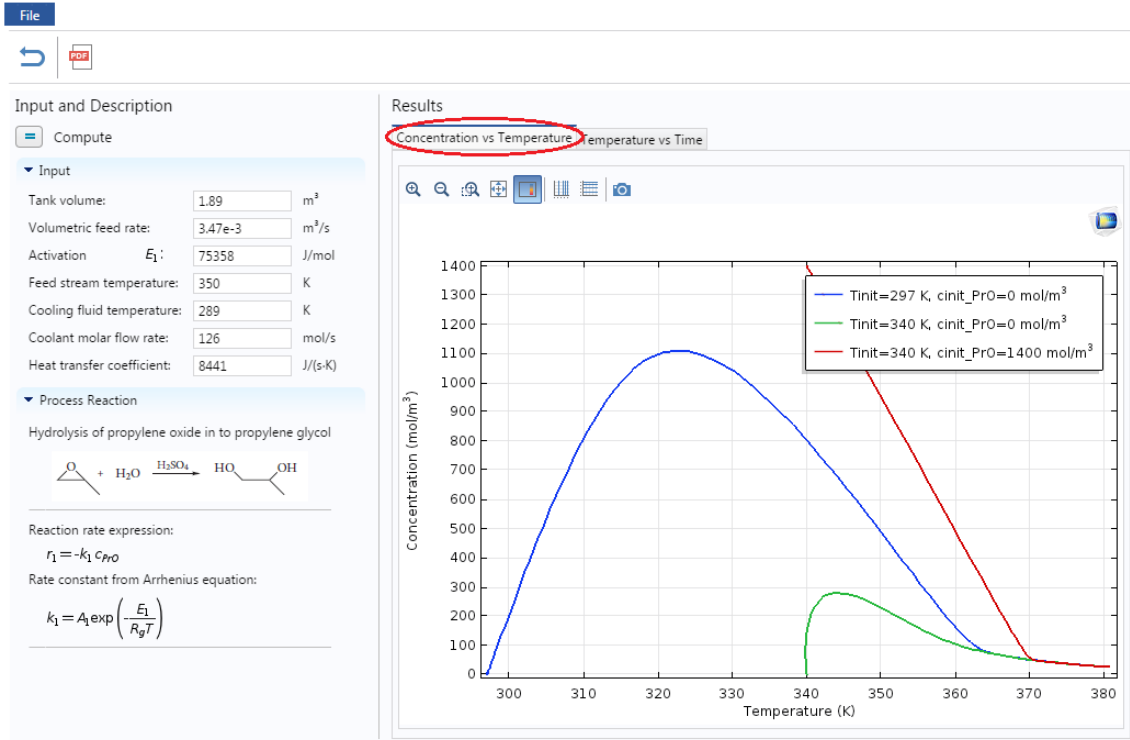 File
PDF
Input and Description
= Compute
Input
Tank volume: 1.89 m³
Volumetric feed rate: 3.47e-3 m³/s
Activation E₁: 75358 J/mol
Feed stream temperature: 350 K
Cooling fluid temperature: 289 K
Coolant molar flow rate: 126 mol/s
Heat transfer coefficient: 8441 J/(s·K)
Process Reaction
Hydrolysis of propylene oxide in to propylene glycol
O + H₂O H₂SO₄ HO OH
Reaction rate expression:
r₁=-k₁ c_PrO
Rate constant from Arrhenius equation:
k₁=A₁exp(-E₁/(R_gT))
Results
Concentration vs Temperature Temperature vs Time
Tinit=297 K, cinit_PrO=0 mol/m³
Tinit=340 K, cinit_PrO=0 mol/m³
Tinit=340 K, cinit_PrO=1400 mol/m³
Concentration (mol/m³)
1400
1300
1200
1100
1000
900
800
700
600
500
400
300
200
100
0
300 310 320 330 340 350 360 370 380
Temperature (K)